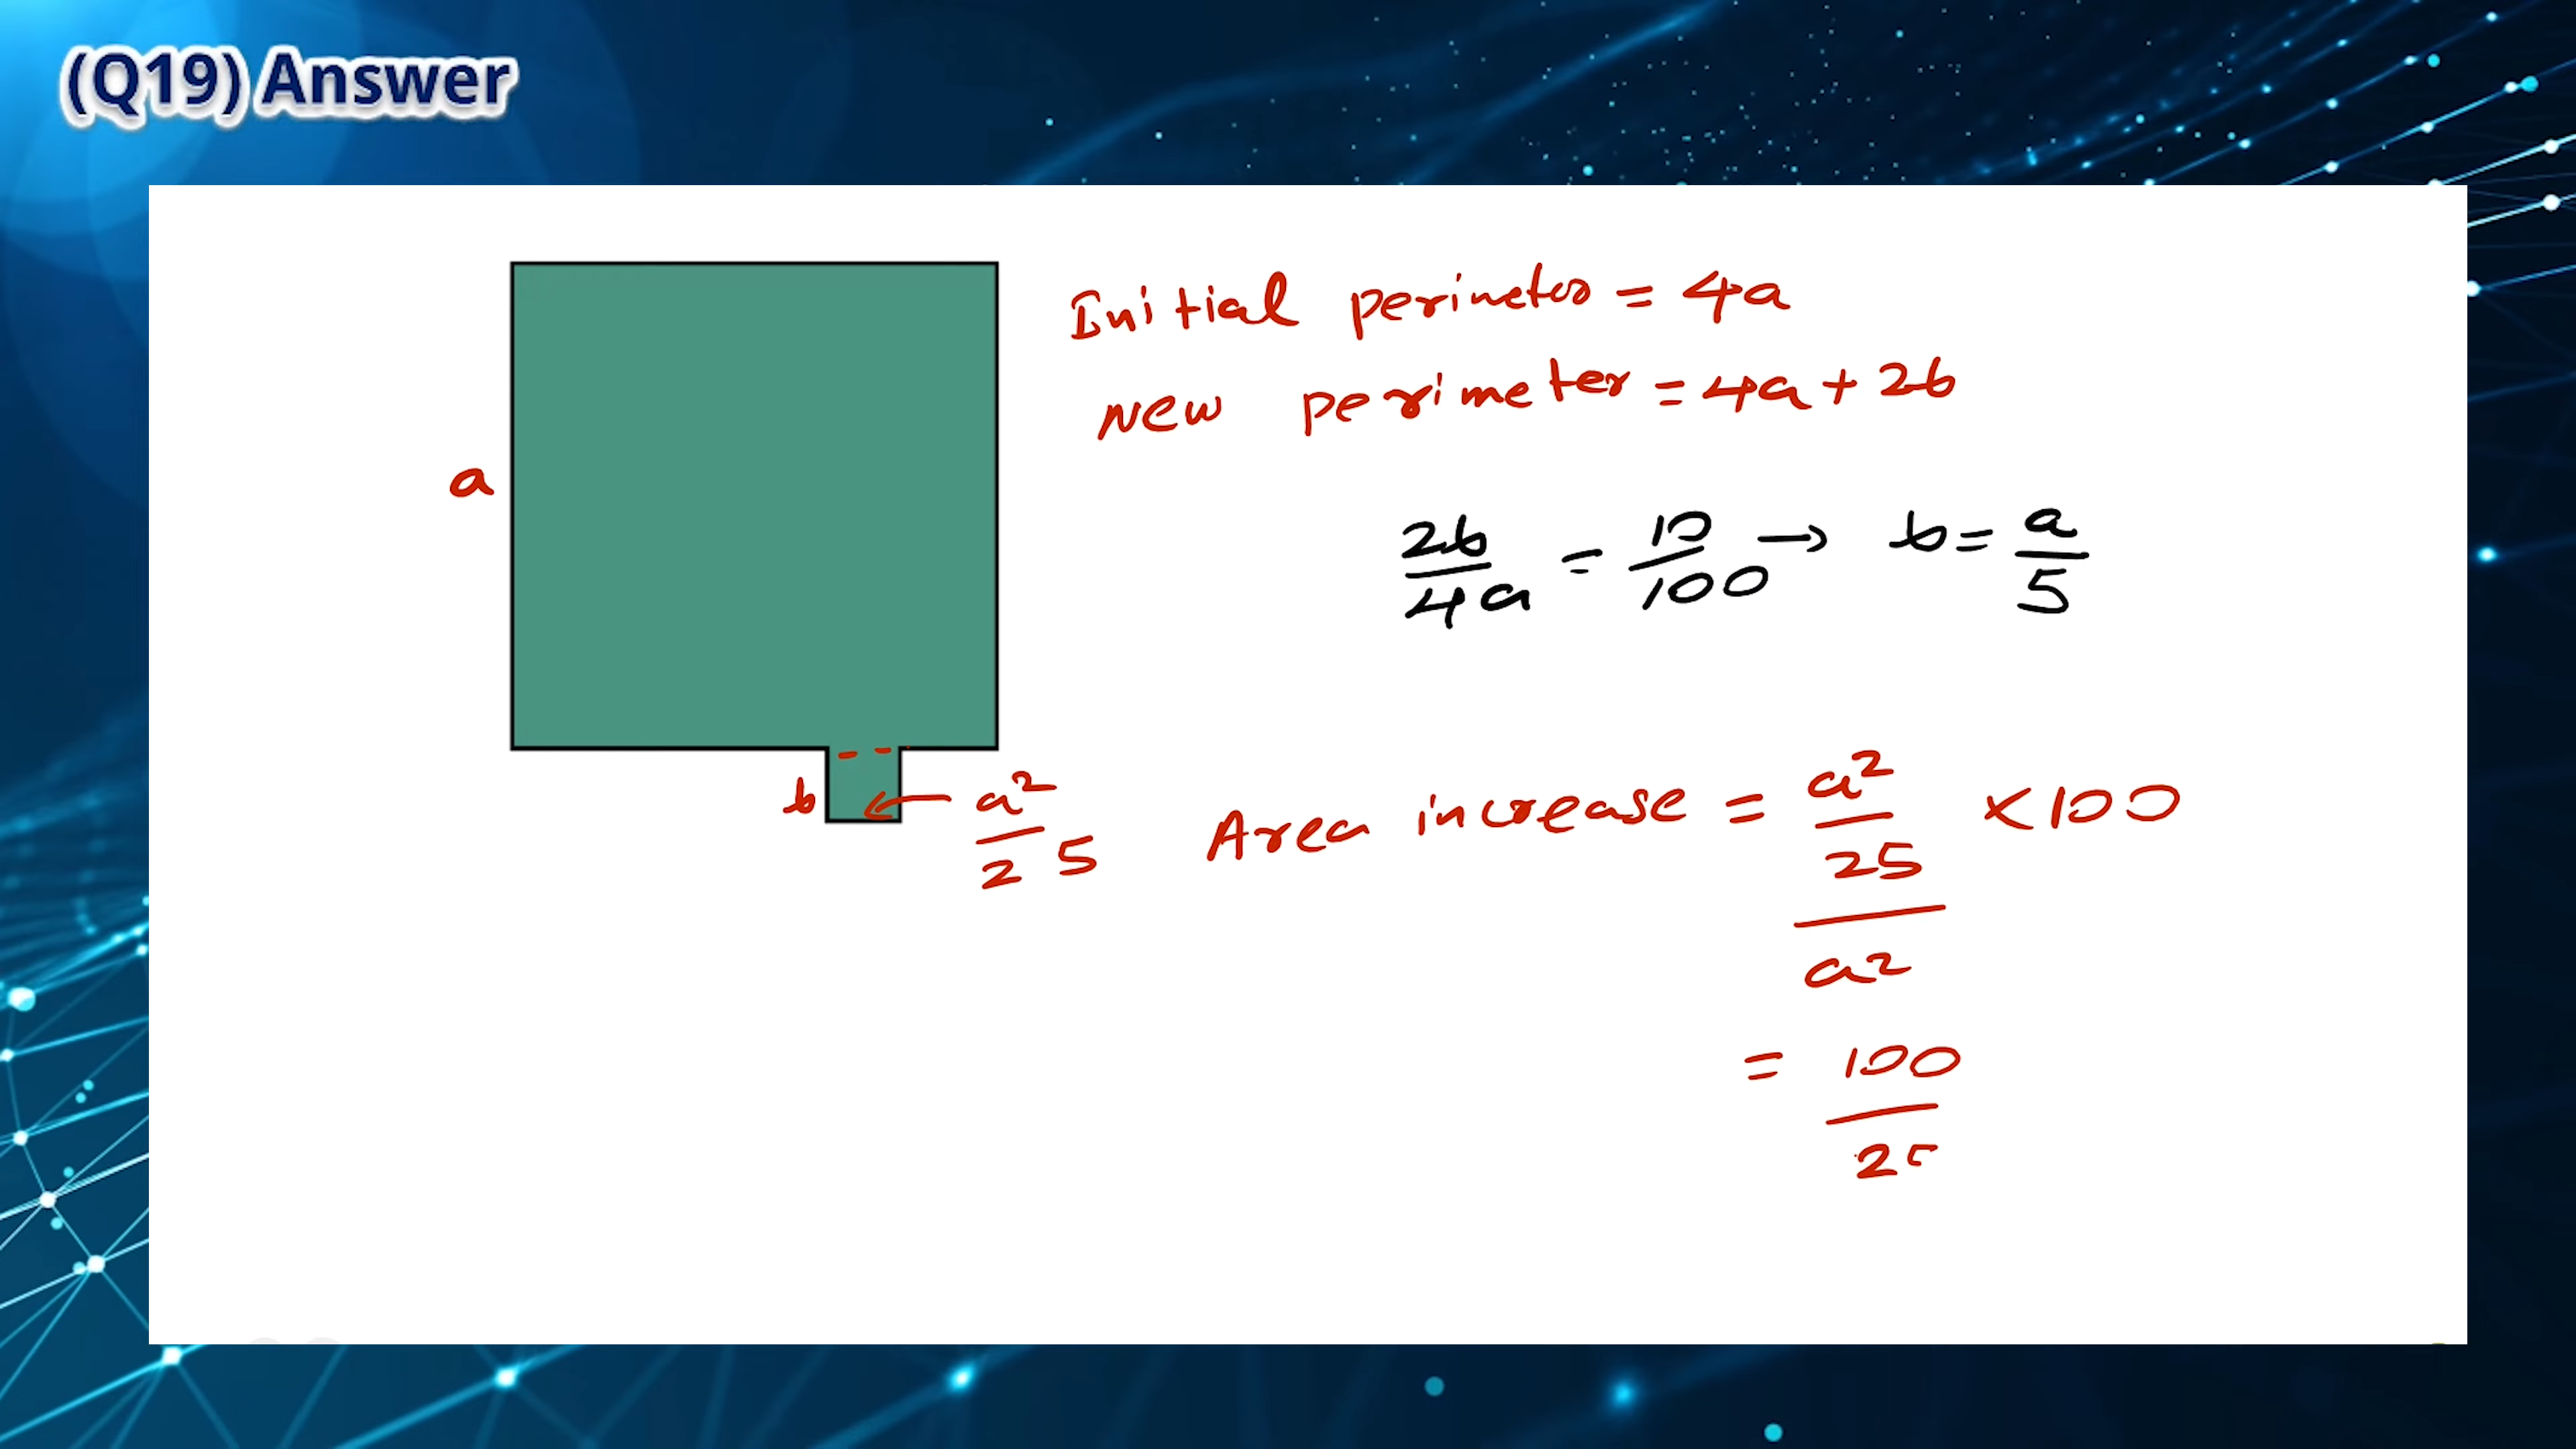 (Q19) Answer
Initial perimeter = 4a
New perimeter = 4a + 2b
a
2b/4a = 10/100 → b = a/5
b
a²/25
Area increase = a²/25 / a² × 100
= 100/25